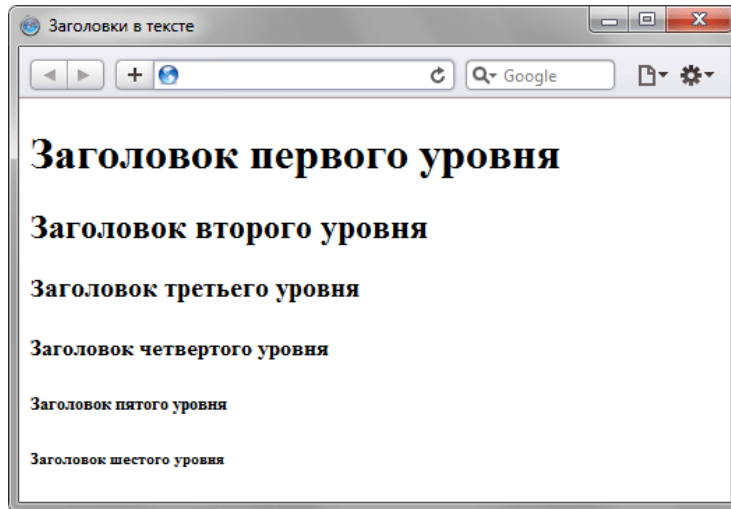 Заголовки в тексте
Google
Заголовок первого уровня
Заголовок второго уровня
Заголовок третьего уровня
Заголовок четвертого уровня
Заголовок пятого уровня
Заголовок шестого уровня